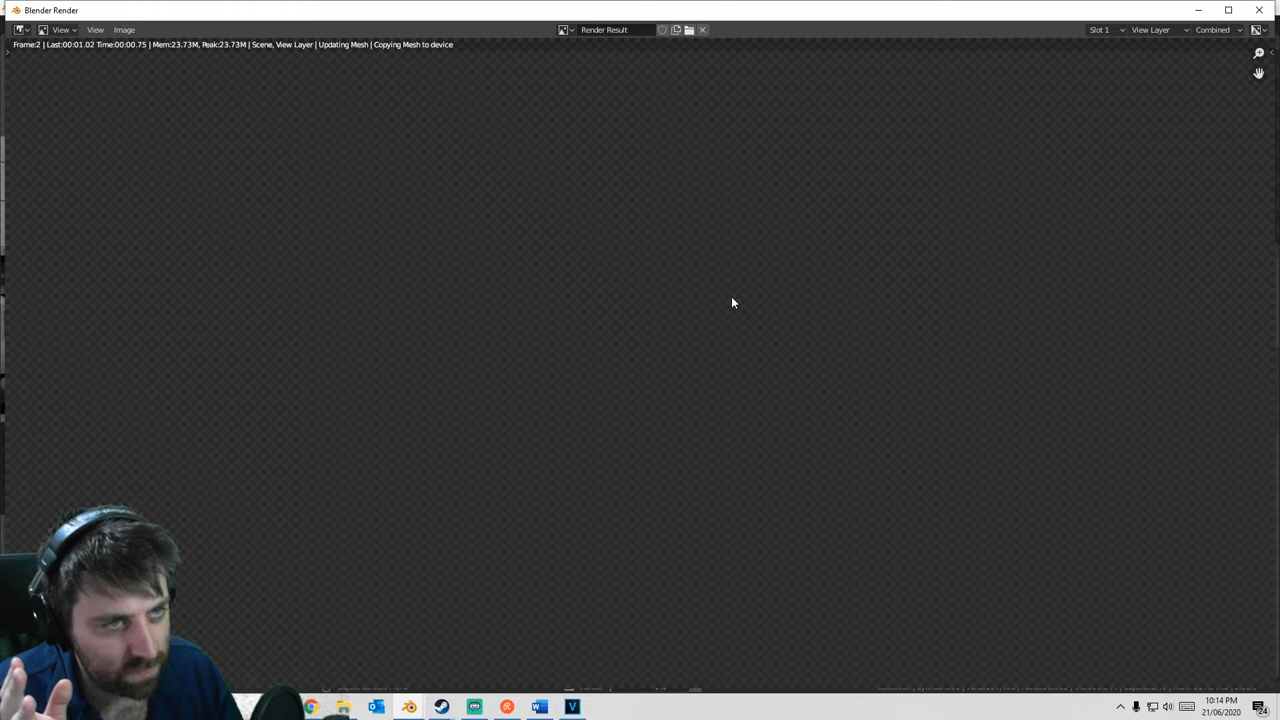 Blender Render
View View Image Render Result Slot 1 View Layer Combined
Frame:2 | Last:00:01.02 Time:00:00.75 | Mem:23.73M, Peak:23.73M | Scene, View Layer | Updating Mesh | Copying Mesh to device
10:14 PM
21/06/2020
24